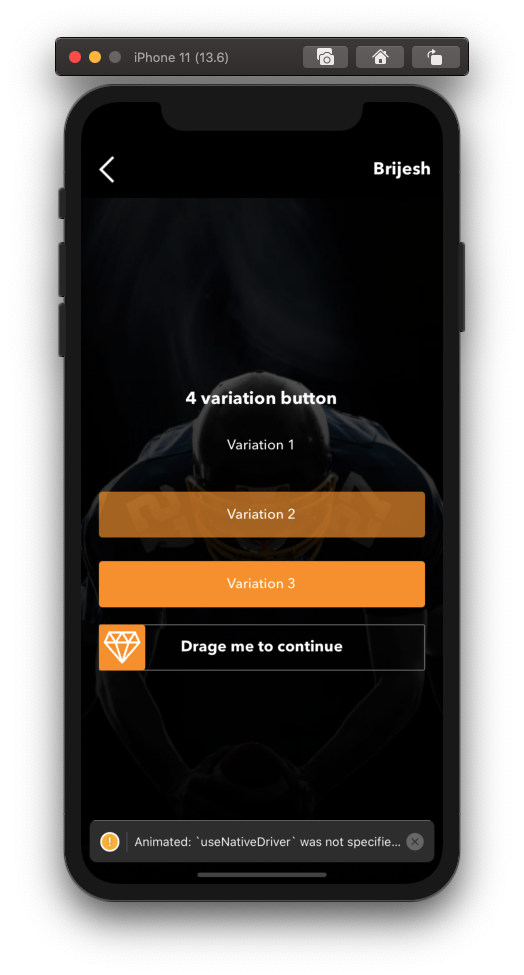 iPhone 11 (13.6)
Brijesh
4 variation button
Variation 1
Variation 2
Variation 3
Drage me to continue
! Animated: `useNativeDriver` was not specifie...